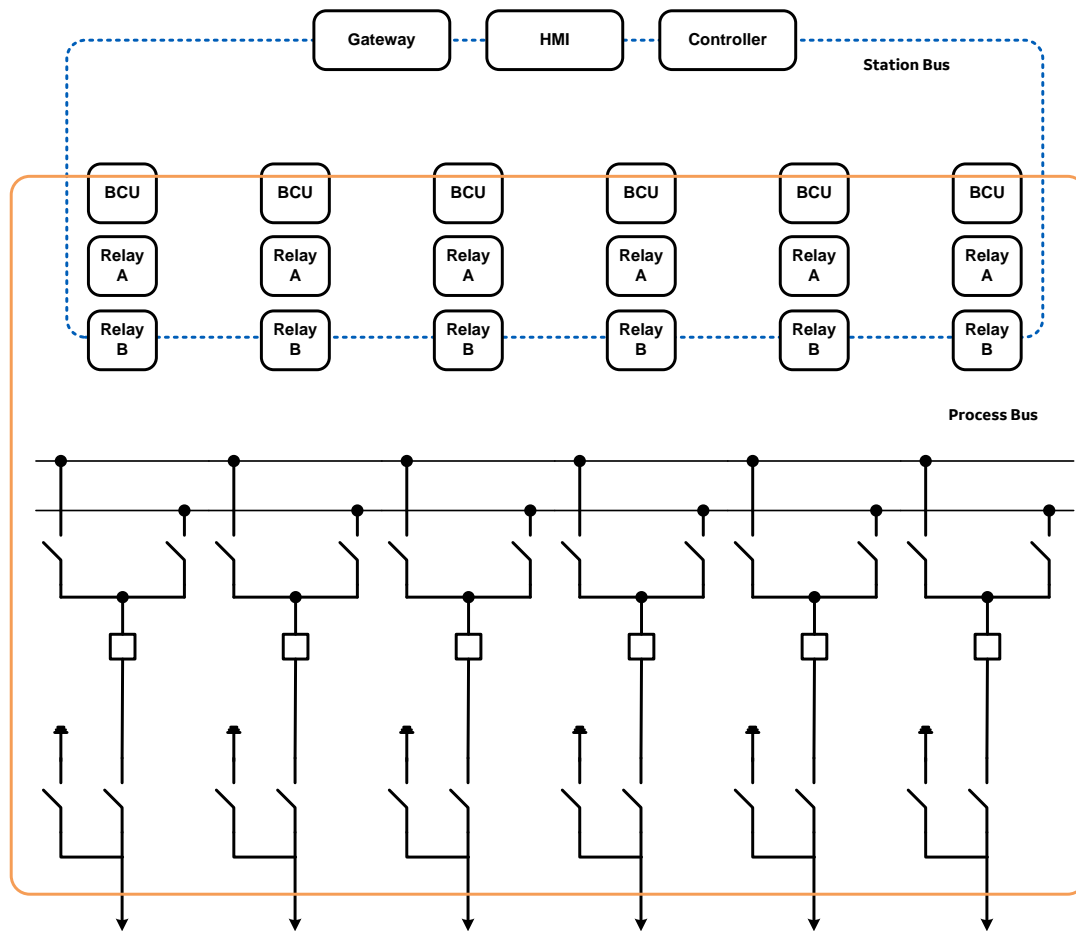 Gateway
HMI
Controller
Station Bus
BCU
BCU
BCU
BCU
BCU
BCU
Relay
A
Relay
A
Relay
A
Relay
A
Relay
A
Relay
A
Relay
B
Relay
B
Relay
B
Relay
B
Relay
B
Relay
B
Process Bus